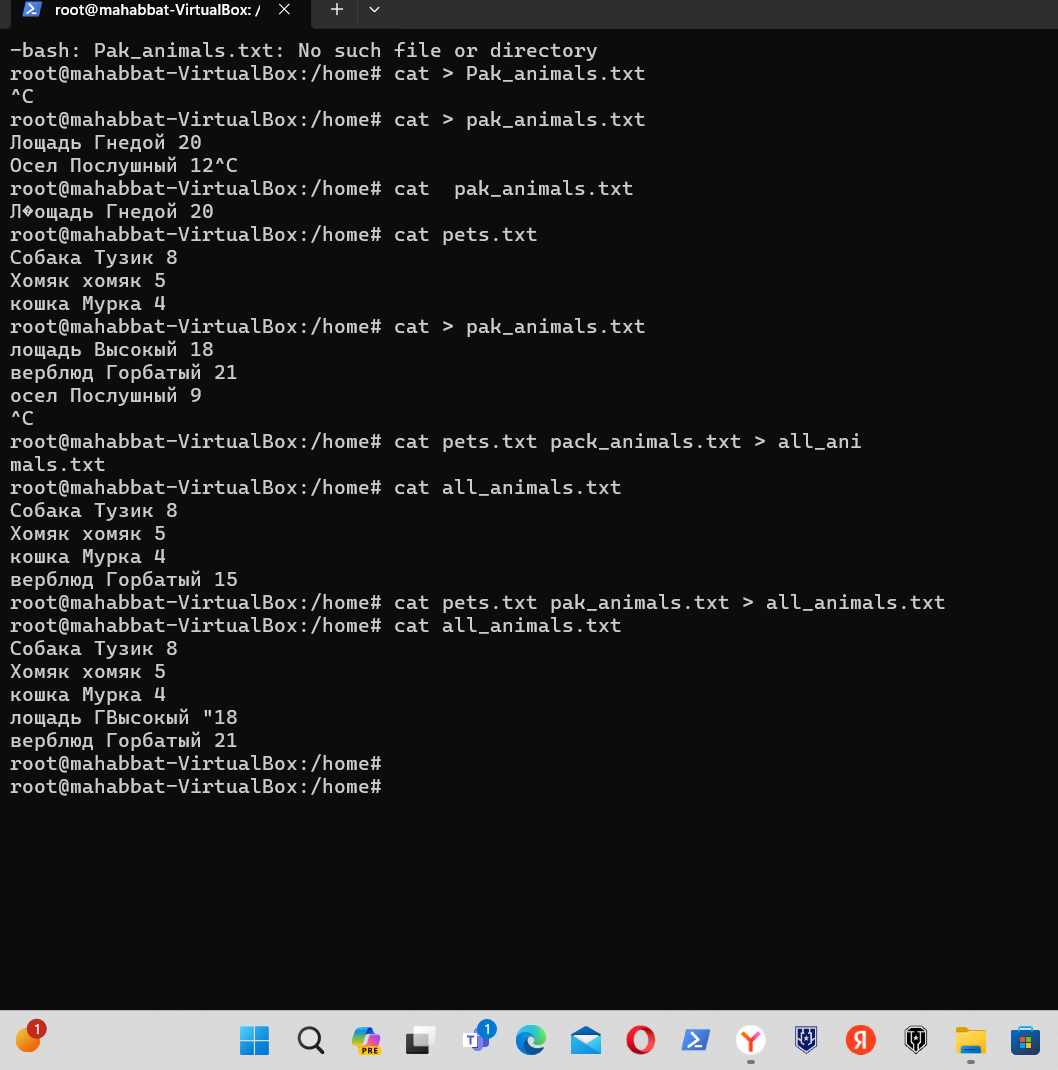 root@mahabbat-VirtualBox: /
-bash: Pak_animals.txt: No such file or directory
root@mahabbat-VirtualBox:/home# cat > Pak_animals.txt
^C
root@mahabbat-VirtualBox:/home# cat > pak_animals.txt
Лощадь Гнедой 20
Осел Послушный 12^C
root@mahabbat-VirtualBox:/home# cat  pak_animals.txt
Л�ощадь Гнедой 20
root@mahabbat-VirtualBox:/home# cat pets.txt
Собака Тузик 8
Хомяк хомяк 5
кошка Мурка 4
root@mahabbat-VirtualBox:/home# cat > pak_animals.txt
лощадь Высокый 18
верблюд Горбатый 21
осел Послушный 9
^C
root@mahabbat-VirtualBox:/home# cat pets.txt pack_animals.txt > all_ani
mals.txt
root@mahabbat-VirtualBox:/home# cat all_animals.txt
Собака Тузик 8
Хомяк хомяк 5
кошка Мурка 4
верблюд Горбатый 15
root@mahabbat-VirtualBox:/home# cat pets.txt pak_animals.txt > all_animals.txt
root@mahabbat-VirtualBox:/home# cat all_animals.txt
Собака Тузик 8
Хомяк хомяк 5
кошка Мурка 4
лощадь ГВысокый "18
верблюд Горбатый 21
root@mahabbat-VirtualBox:/home#
root@mahabbat-VirtualBox:/home#
1
PRE
T
1
Y
Я